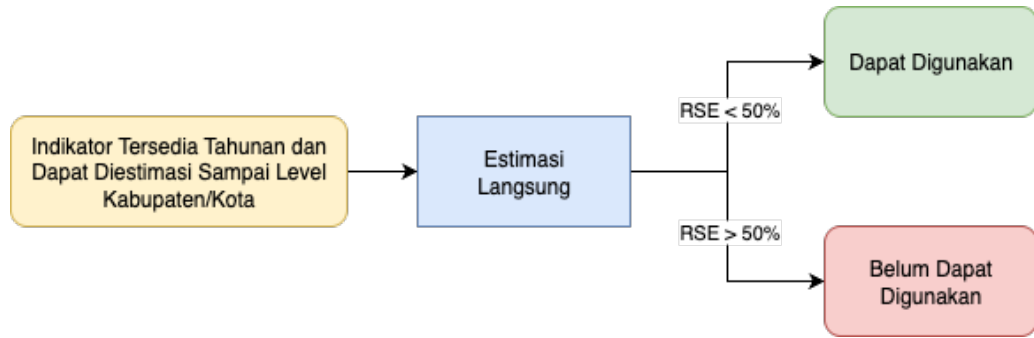 Indikator Tersedia Tahunan dan
Dapat Diestimasi Sampai Level
Kabupaten/Kota
Estimasi
Langsung
RSE < 50%
Dapat Digunakan
RSE > 50%
Belum Dapat
Digunakan